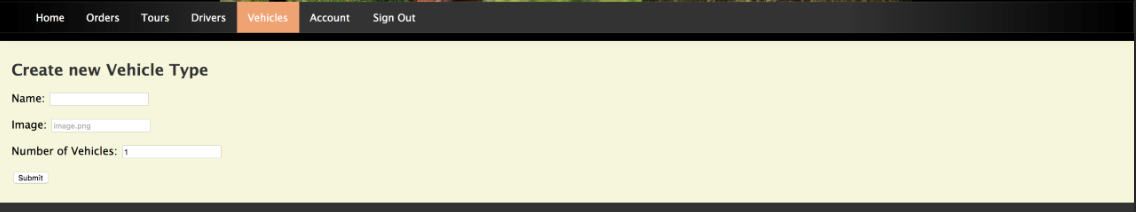 Home Orders Tours Drivers Vehicles Account Sign Out
Create new Vehicle Type
Name:
Image: image.png
Number of Vehicles: 1
Submit